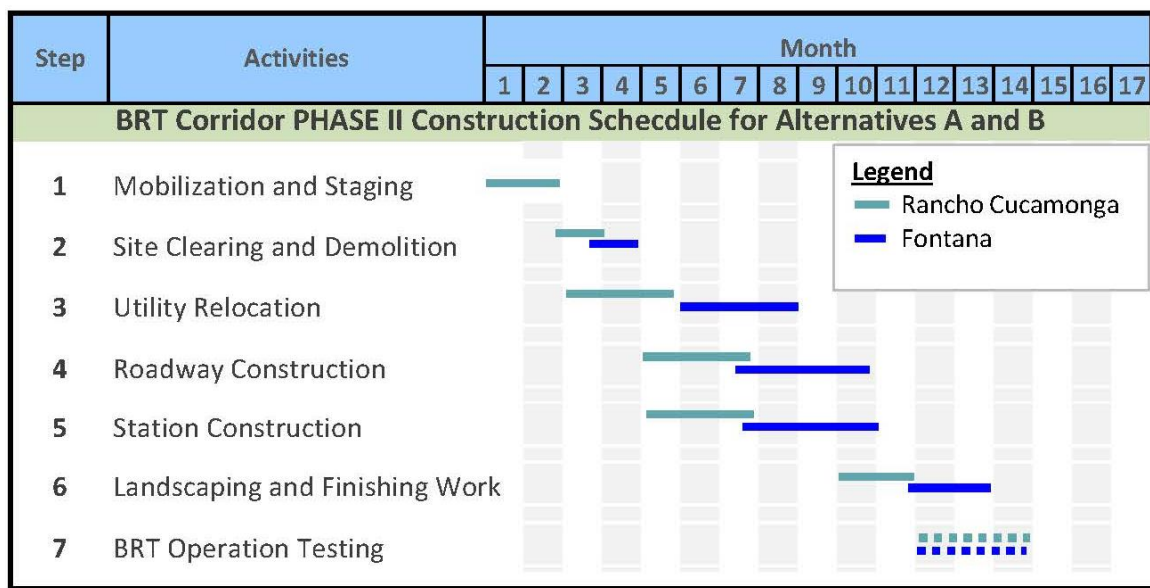 Step Activities Month
1 2 3 4 5 6 7 8 9 10 11 12 13 14 15 16 17
BRT Corridor PHASE II Construction Schecdule for Alternatives A and B
Legend
Rancho Cucamonga
Fontana
1 Mobilization and Staging
2 Site Clearing and Demolition
3 Utility Relocation
4 Roadway Construction
5 Station Construction
6 Landscaping and Finishing Work
7 BRT Operation Testing